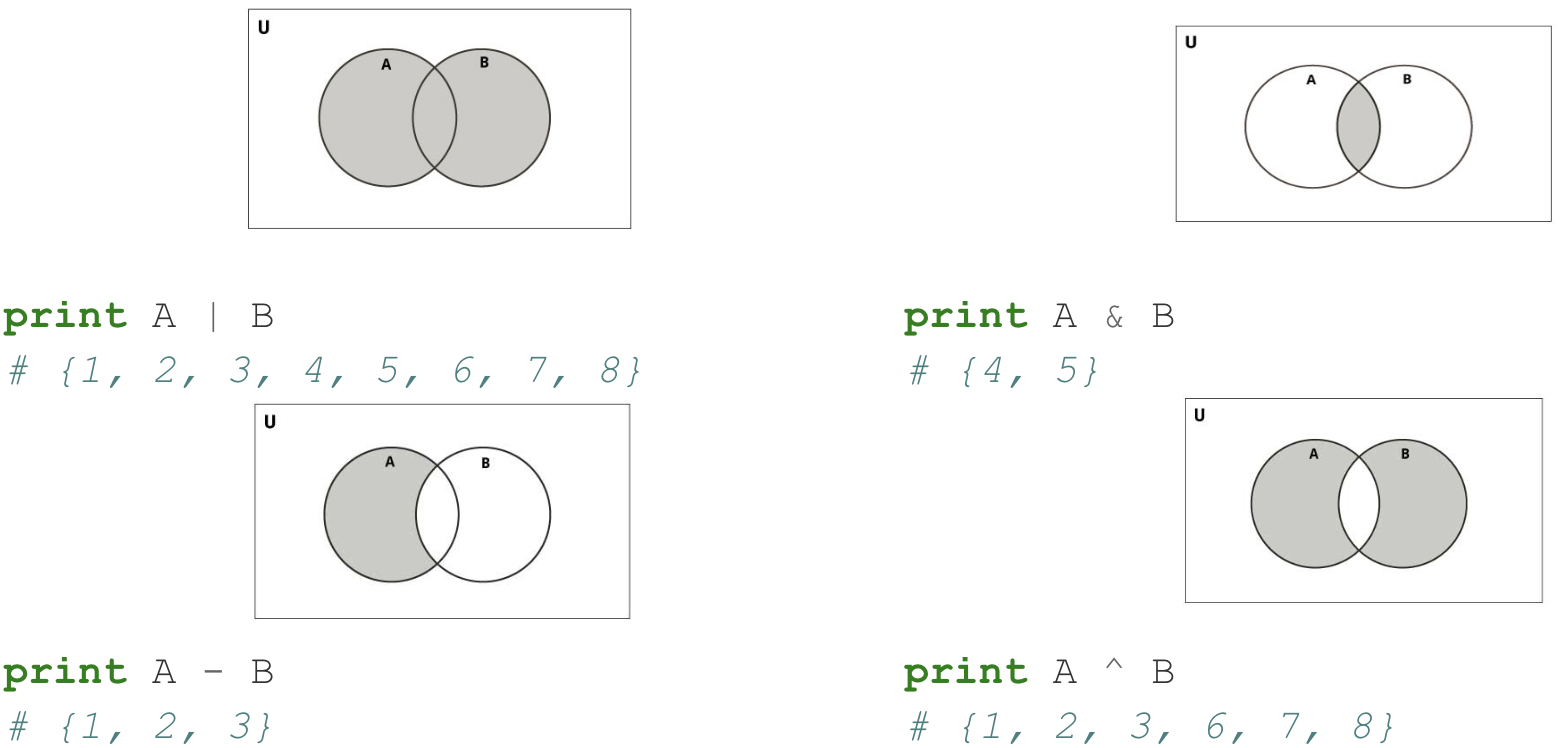 U
A B
U
A B
print A | B
# {1, 2, 3, 4, 5, 6, 7, 8}
print A & B
# {4, 5}
U
A B
U
A B
print A - B
# {1, 2, 3}
print A ^ B
# {1, 2, 3, 6, 7, 8}